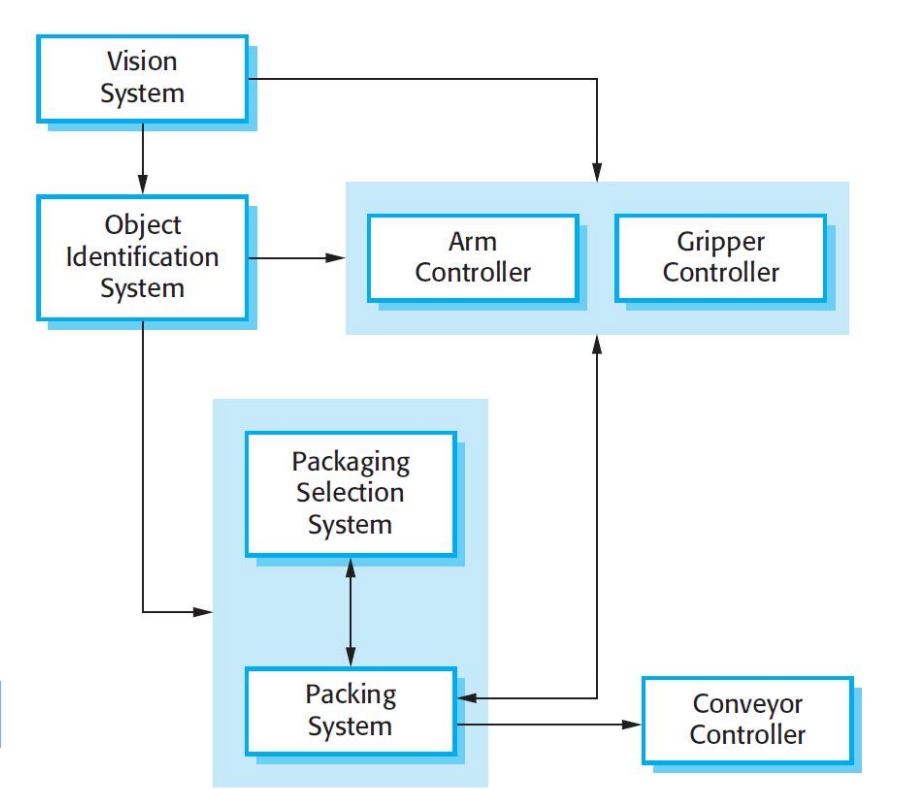 Vision
System
Object
Identification
System
Arm
Controller
Gripper
Controller
Packaging
Selection
System
Packing
System
Conveyor
Controller